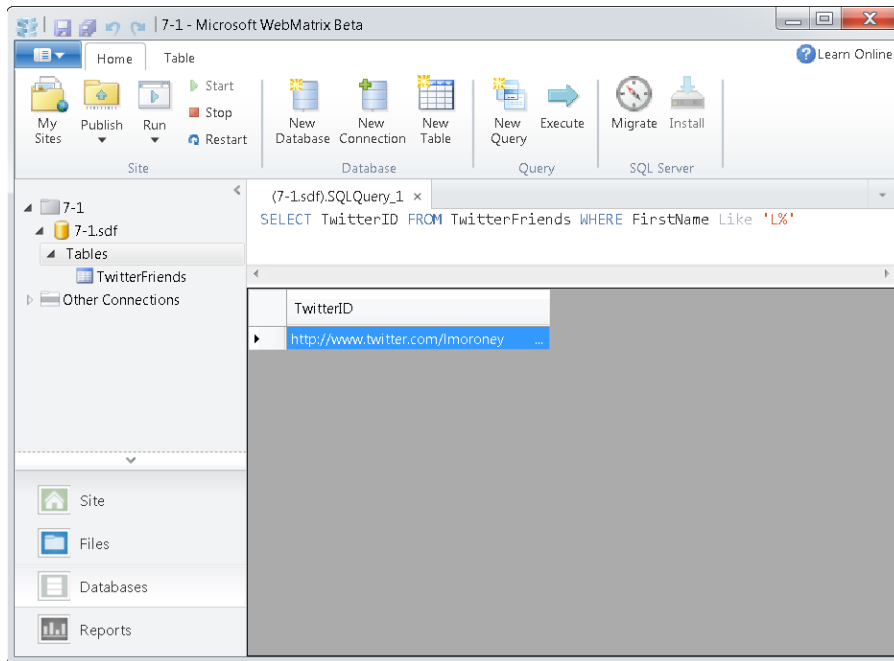 7-1 - Microsoft WebMatrix Beta
Home Table
Learn Online
My Sites
Publish
Run
Start
Stop
Restart
Site
New Database
New Connection
New Table
Database
New Query
Execute
Query
Migrate
Install
SQL Server
7-1
7-1.sdf
Tables
TwitterFriends
Other Connections
(7-1.sdf).SQLQuery_1
SELECT TwitterID FROM TwitterFriends WHERE FirstName Like 'L%'
TwitterID
http://www.twitter.com/lmoroney ...
Site
Files
Databases
Reports